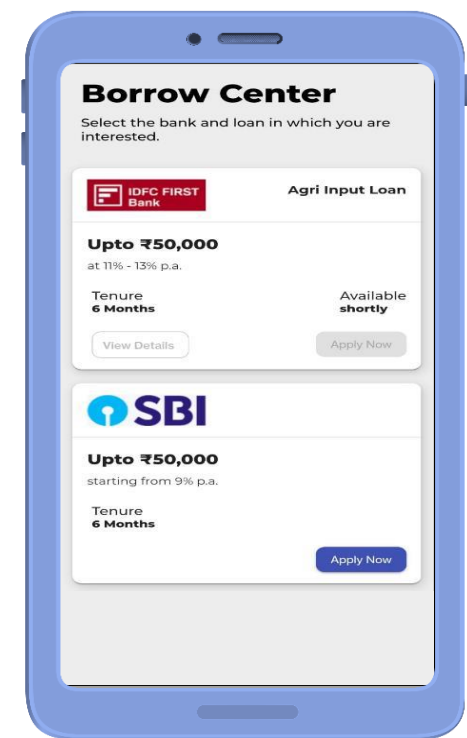 Borrow Center
Select the bank and loan in which you are
interested.
IDFC FIRST
Bank
Agri Input Loan
Upto ₹50,000
at 11% - 13% p.a.
Tenure
6 Months
Available
shortly
View Details
Apply Now
SBI
Upto ₹50,000
starting from 9% p.a.
Tenure
6 Months
Apply Now